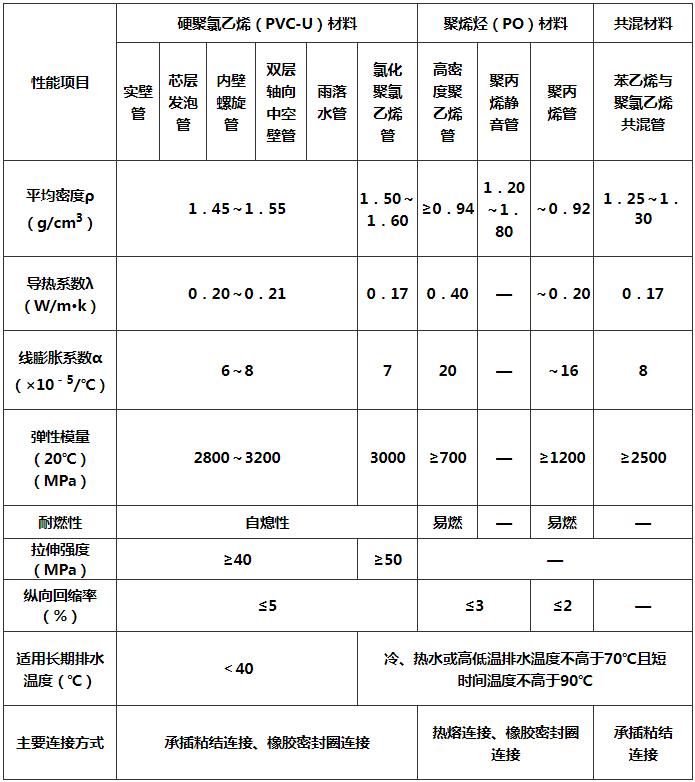 性能项目
硬聚氯乙烯（PVC-U）材料
聚烯烃（PO）材料
共混材料
实壁
管
芯层
发泡
管
内壁
螺旋
管
双层
轴向
中空
壁管
雨落
水管
氯化
聚氯
乙烯
管
高密
度聚
乙烯
管
聚丙
烯静
音管
聚丙
烯管
苯乙烯与
聚氯乙烯
共混管
平均密度ρ
（g/cm³）
1．45～1．55
1．50～
1．60
≥0．94
1．20
～1．
80
～0．92
1．25～1．
30
导热系数λ
（W/m•k）
0．20～0．21
0．17
0．40
—
～0．20
0．17
线膨胀系数α
（×10⁻⁵/℃）
6～8
7
20
—
～16
8
弹性模量
（20℃）
（MPa）
2800～3200
3000
≥700
—
≥1200
≥2500
耐燃性
自熄性
易燃
—
易燃
—
拉伸强度
（MPa）
≥40
≥50
—
纵向回缩率
（%）
≤5
≤3
≤2
—
适用长期排水
温度（℃）
＜40
冷、热水或高低温排水温度不高于70℃且短
时间温度不高于90℃
主要连接方式
承插粘结连接、橡胶密封圈连接
热熔连接、橡胶密封圈
连接
承插粘结
连接